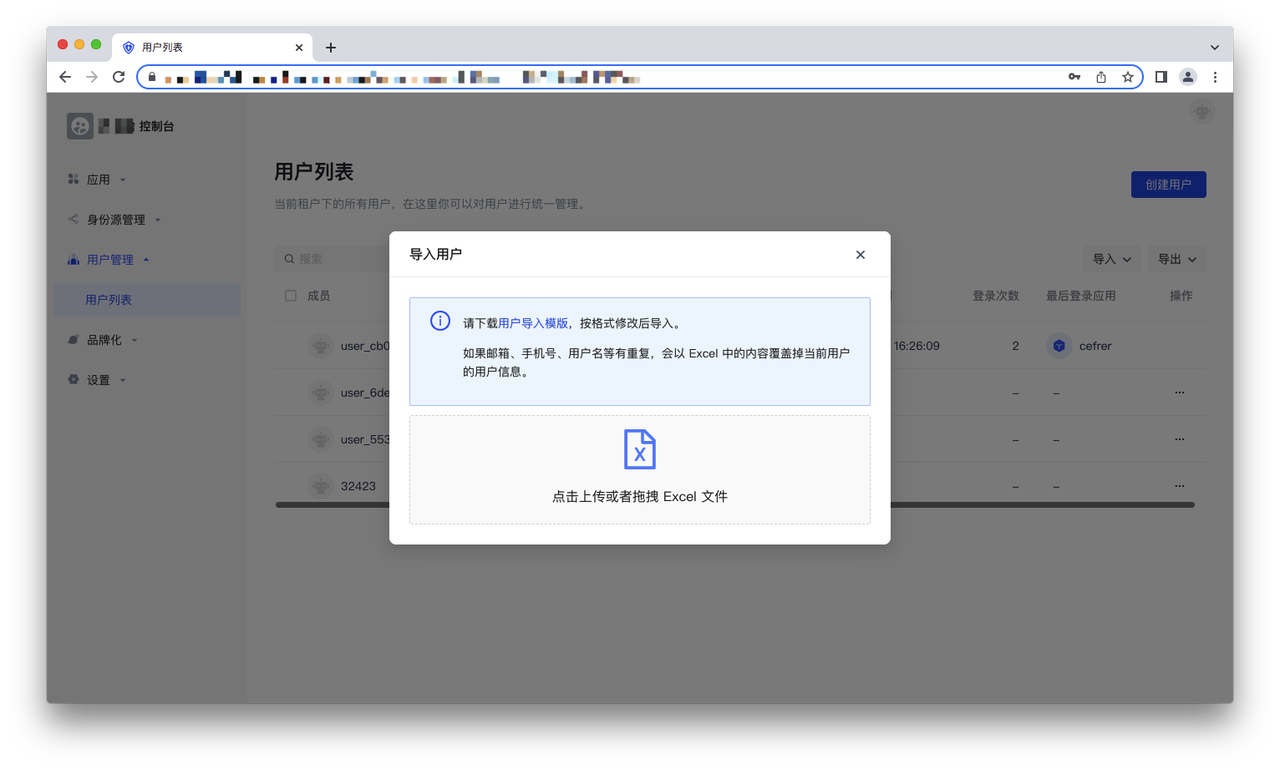 用户列表
控制台
应用
身份源管理
用户管理
用户列表
品牌化
设置
用户列表
当前租户下的所有用户，在这里你可以对用户进行统一管理。
创建用户
搜索
导入
导出
成员
登录次数
最后登录应用
操作
user_cb0
16:26:09
2
cefrer
user_6de
–
–
...
user_553
–
–
...
32423
–
–
...
导入用户
请下载用户导入模版，按格式修改后导入。
如果邮箱、手机号、用户名等有重复，会以 Excel 中的内容覆盖掉当前用户
的用户信息。
X
点击上传或者拖拽 Excel 文件